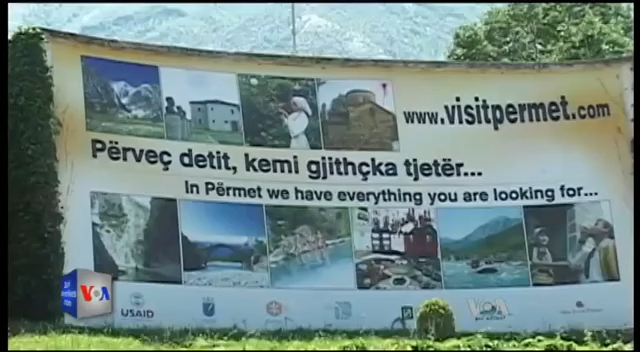 www.visitpermet.com
Përveç detit, kemi gjithçka tjetër...
In Përmet we have everything you are looking for...
VOA
USAID
VOA